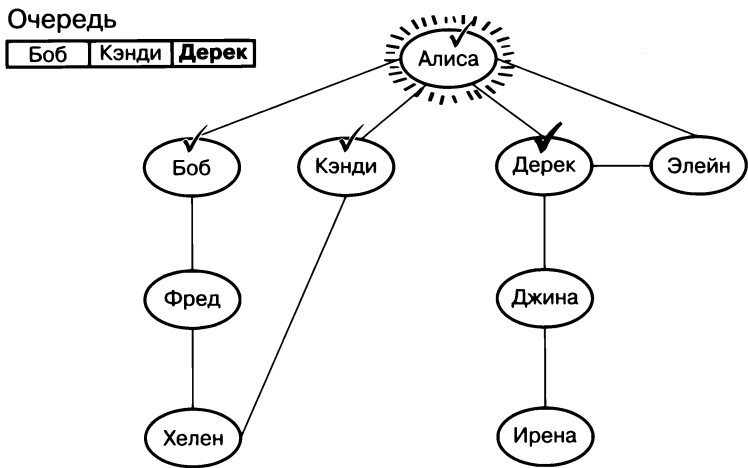 Очередь
Боб Кэнди Дерек
Алиса
Боб Кэнди Дерек Элейн
Фред Джина
Хелен Ирена